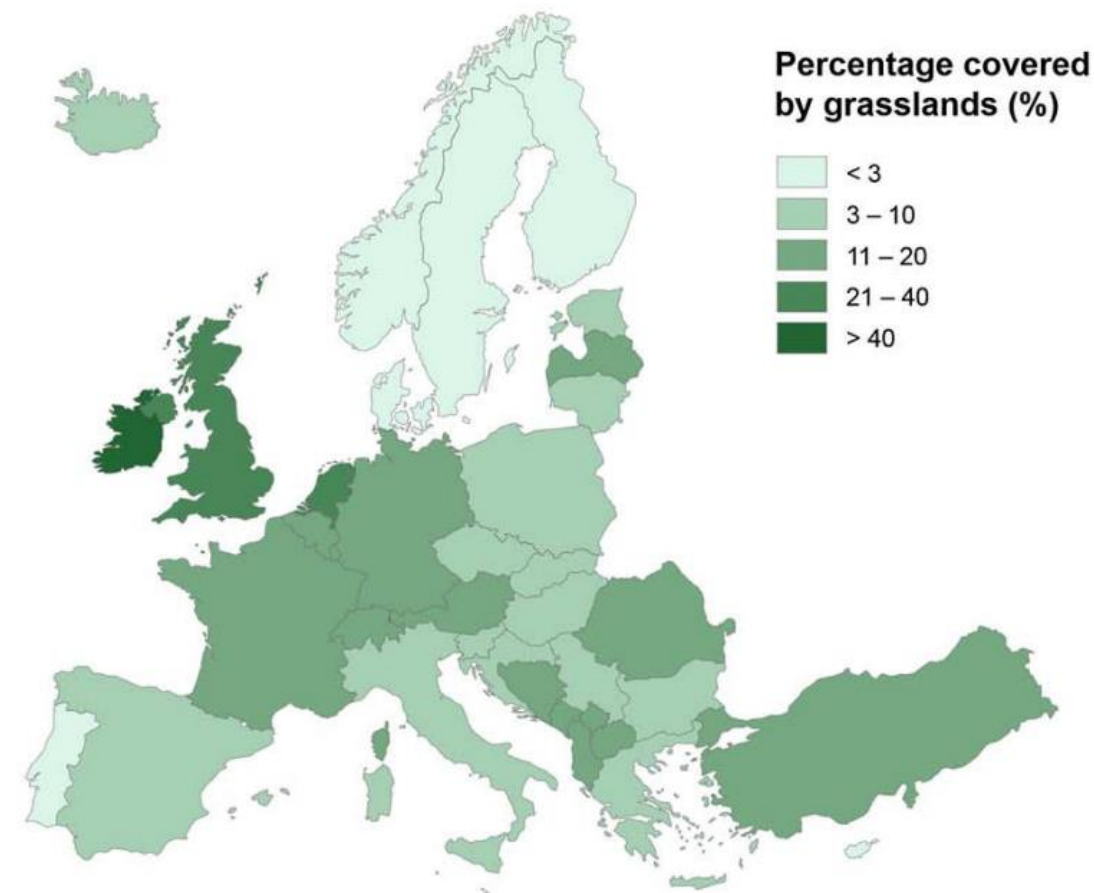 Percentage covered
by grasslands (%)
< 3
3 – 10
11 – 20
21 – 40
> 40